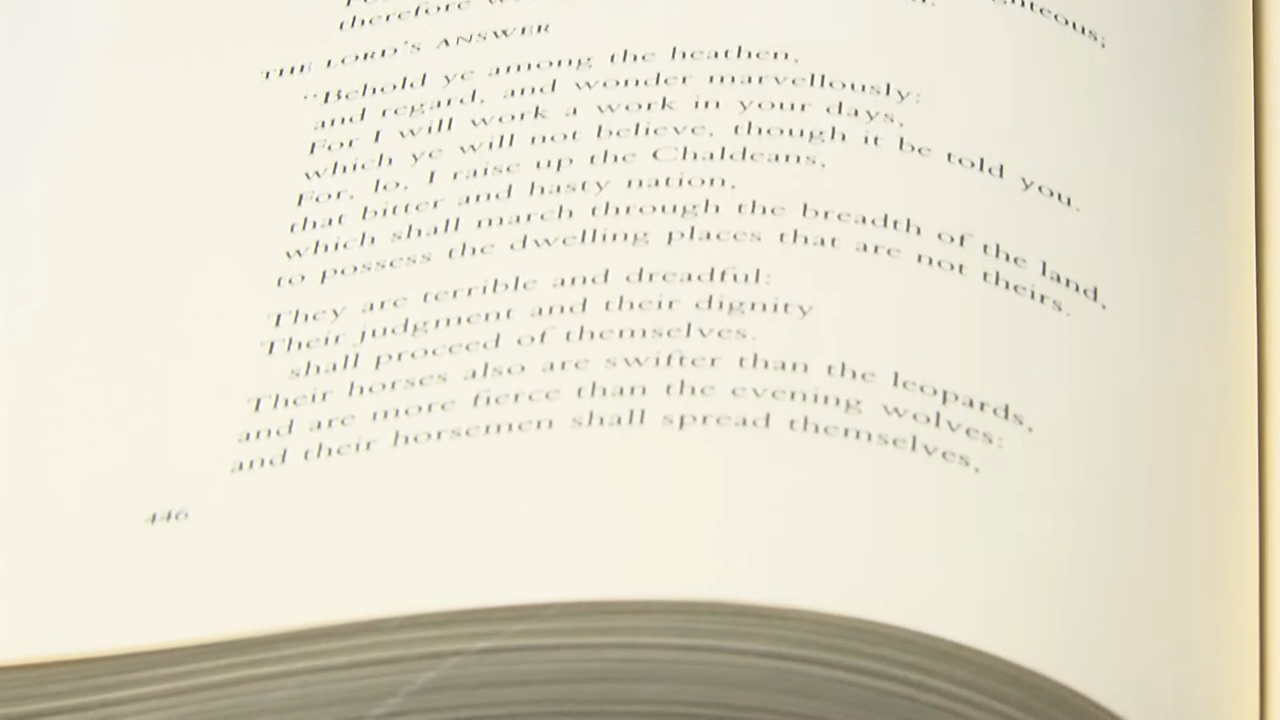 therefore
THE LORD'S ANSWER
"Behold ye among the heathen,
and regard, and wonder marvellously:
For I will work a work in your days,
which ye will not believe, though it be told you.
For, lo, I raise up the Chaldeans,
that bitter and hasty nation,
which shall march through the breadth of the land,
to possess the dwelling places that are not theirs.
They are terrible and dreadful:
Their judgment and their dignity
shall proceed of themselves.
Their horses also are swifter than the leopards,
and are more fierce than the evening wolves:
and their horsemen shall spread themselves,
446